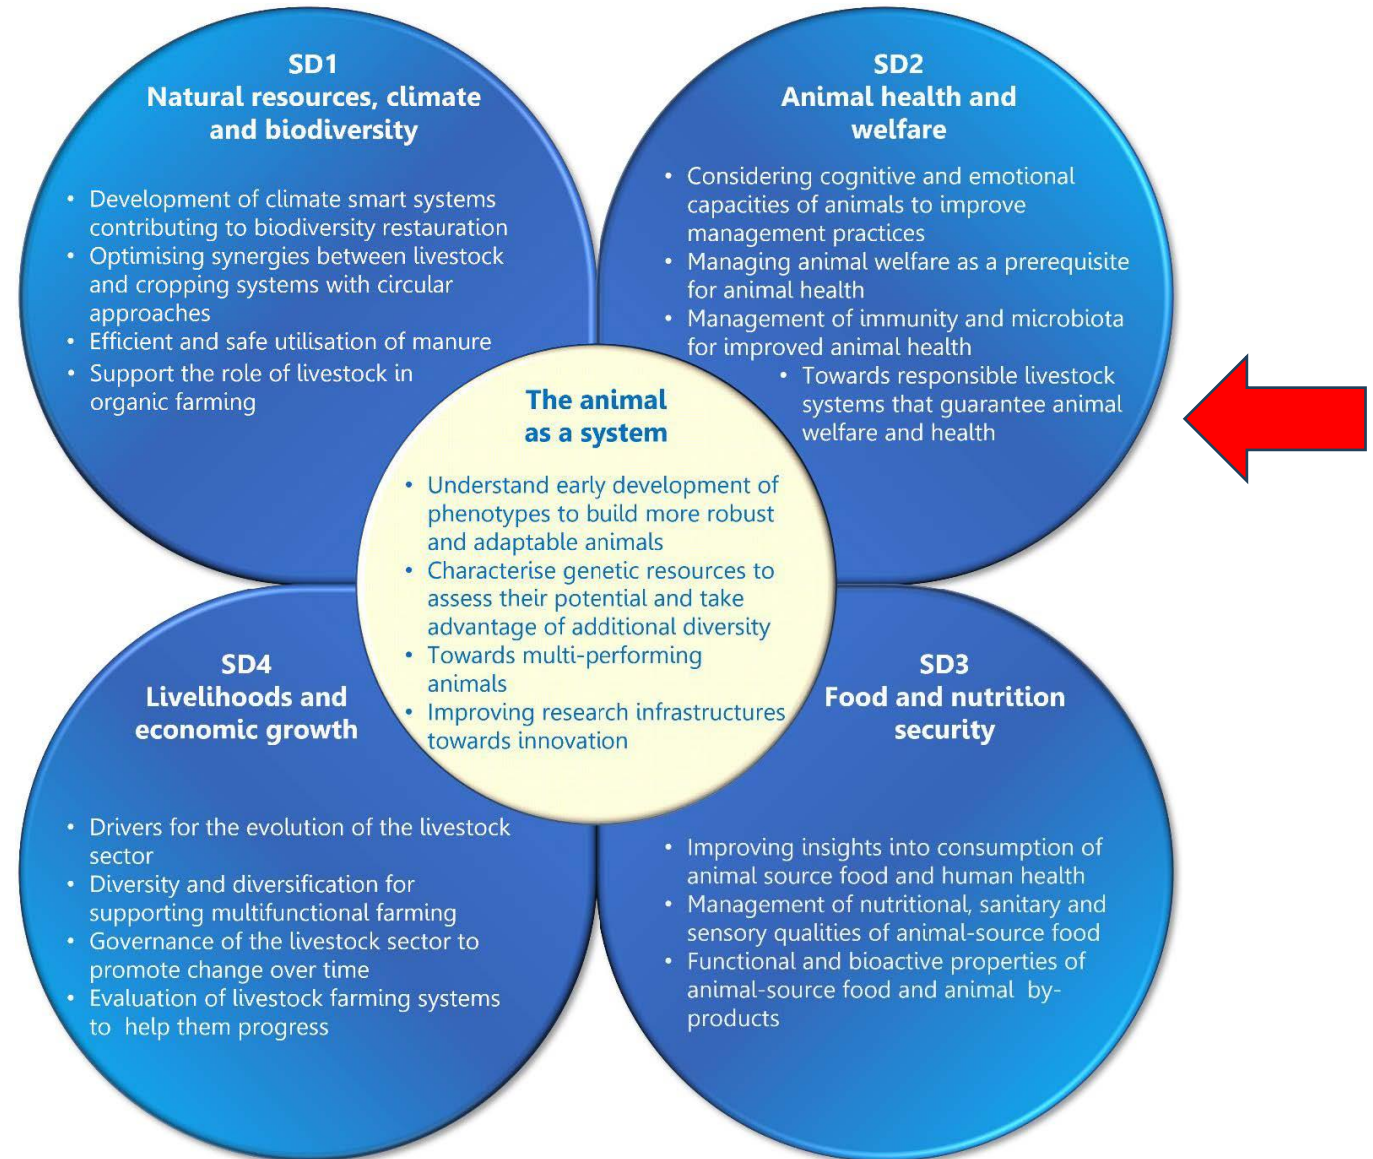 SD1
Natural resources, climate
and biodiversity
• Development of climate smart systems
contributing to biodiversity restauration
• Optimising synergies between livestock
and cropping systems with circular
approaches
• Efficient and safe utilisation of manure
• Support the role of livestock in
organic farming
SD2
Animal health and
welfare
• Considering cognitive and emotional
capacities of animals to improve
management practices
• Managing animal welfare as a prerequisite
for animal health
• Management of immunity and microbiota
for improved animal health
• Towards responsible livestock
systems that guarantee animal
welfare and health
The animal
as a system
• Understand early development of
phenotypes to build more robust
and adaptable animals
• Characterise genetic resources to
assess their potential and take
advantage of additional diversity
• Towards multi-performing
animals
• Improving research infrastructures
towards innovation
SD4
Livelihoods and
economic growth
• Drivers for the evolution of the livestock
sector
• Diversity and diversification for
supporting multifunctional farming
• Governance of the livestock sector to
promote change over time
• Evaluation of livestock farming systems
to help them progress
SD3
Food and nutrition
security
• Improving insights into consumption of
animal source food and human health
• Management of nutritional, sanitary and
sensory qualities of animal-source food
• Functional and bioactive properties of
animal-source food and animal by-
products